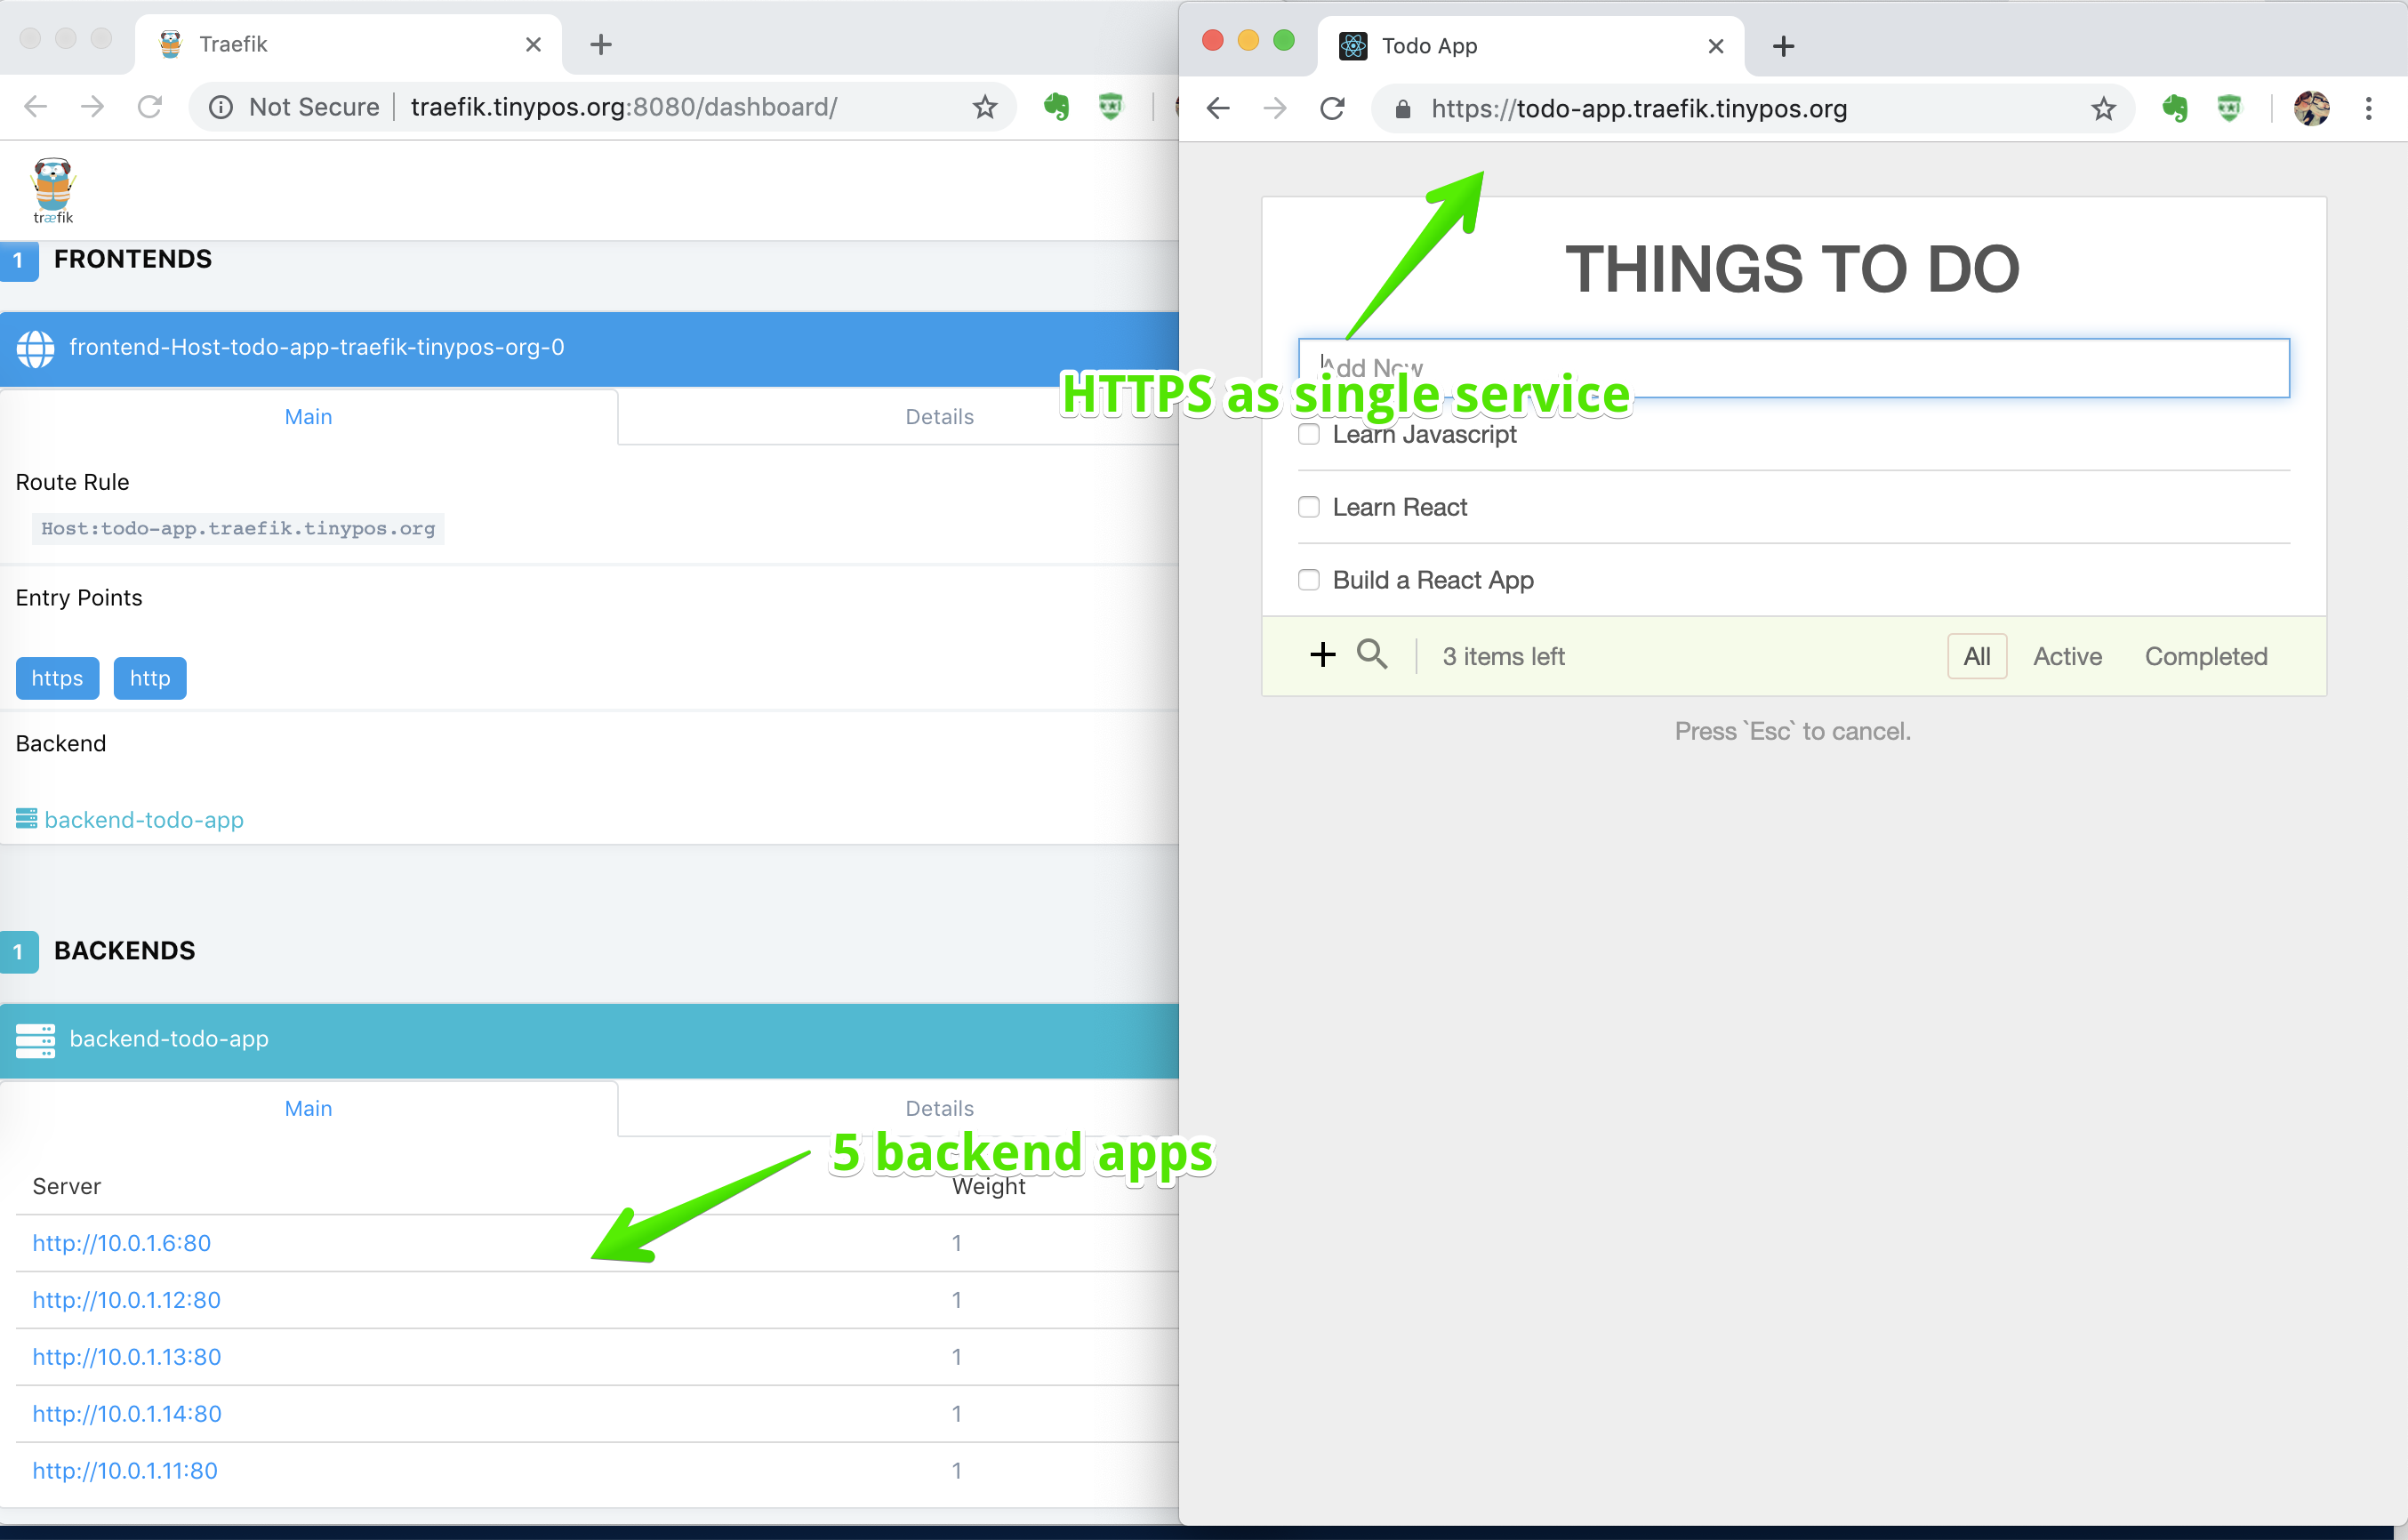 Traefik
Not Secure
traefik.tinypos.org:8080/dashboard/
træfik
1 FRONTENDS
frontend-Host-todo-app-traefik-tinypos-org-0
Main
Details
Route Rule
Host:todo-app.traefik.tinypos.org
Entry Points
https
http
Backend
backend-todo-app
1 BACKENDS
backend-todo-app
Main
Details
5 backend apps
Server
Weight
http://10.0.1.6:80 1
http://10.0.1.12:80 1
http://10.0.1.13:80 1
http://10.0.1.14:80 1
http://10.0.1.11:80 1
Todo App
https://todo-app.traefik.tinypos.org
THINGS TO DO
Add New
HTTPS as single service
Learn Javascript
Learn React
Build a React App
3 items left
All
Active
Completed
Press `Esc` to cancel.